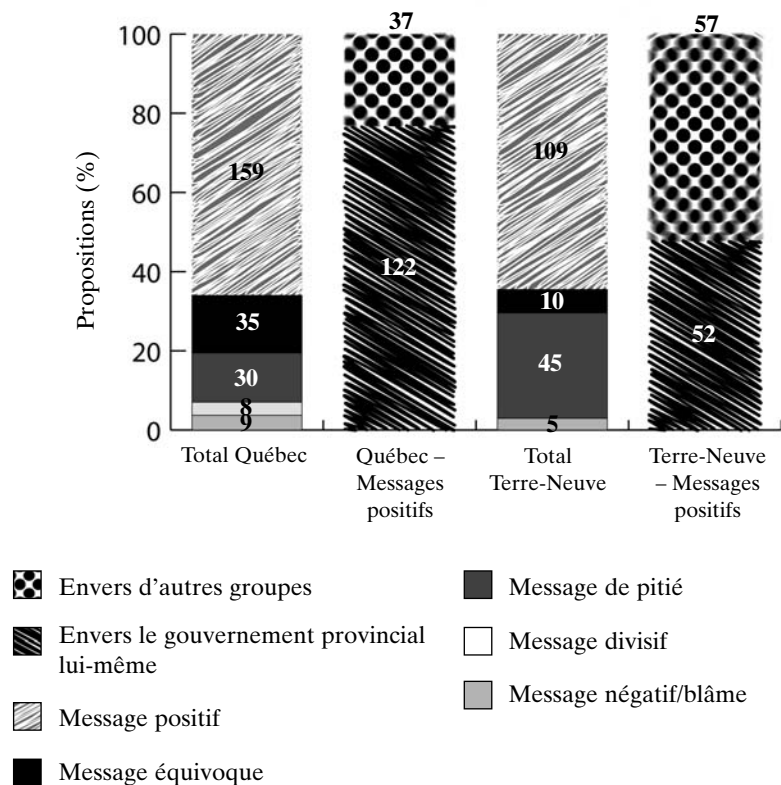 37
57
100
80
60
40
20
0
Propositions (%)
159
35
30
8
9
122
109
10
45
5
52
Total Québec
Québec –
Messages
positifs
Total
Terre-Neuve
Terre-Neuve
– Messages
positifs
Envers d'autres groupes
Envers le gouvernement provincial
lui-même
Message positif
Message équivoque
Message de pitié
Message divisif
Message négatif/blâme